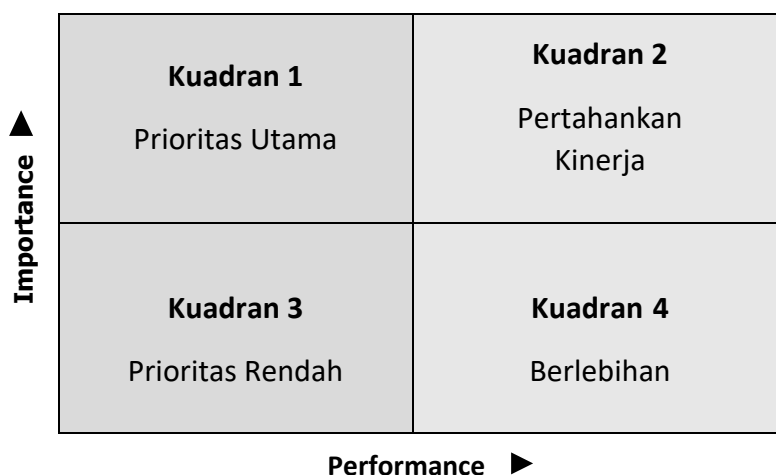 Kuadran 1
Prioritas Utama
Kuadran 2
Pertahankan
Kinerja
Importance
Kuadran 3
Prioritas Rendah
Kuadran 4
Berlebihan
Performance